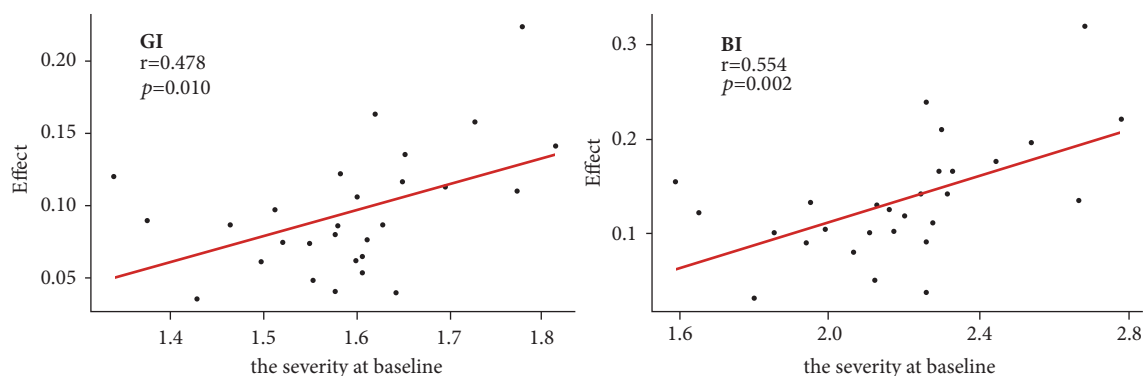 GI
r=0.478
p=0.010
0.20
0.15
0.10
0.05
Effect
1.4
1.5
1.6
1.7
1.8
the severity at baseline
BI
r=0.554
p=0.002
0.3
0.2
0.1
Effect
1.6
2.0
2.4
2.8
the severity at baseline